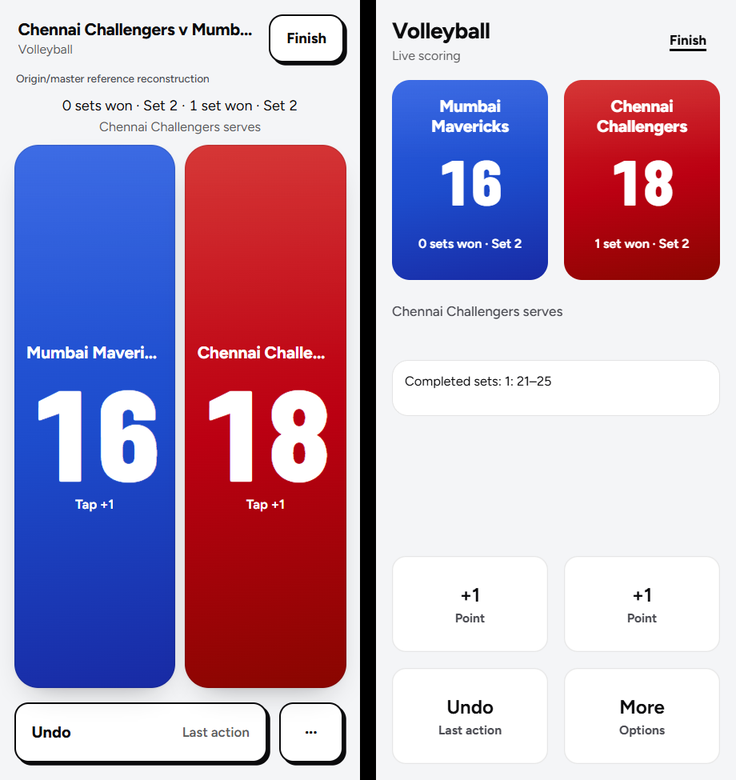 Chennai Challengers v Mumb...
Volleyball
Finish
Origin/master reference reconstruction
0 sets won · Set 2 · 1 set won · Set 2
Chennai Challengers serves
Mumbai Maveri...
16
Tap +1
Chennai Challe...
18
Tap +1
Undo
Last action
...
Volleyball
Live scoring
Finish
Mumbai
Mavericks
16
0 sets won · Set 2
Chennai
Challengers
18
1 set won · Set 2
Chennai Challengers serves
Completed sets: 1: 21–25
+1
Point
+1
Point
Undo
Last action
More
Options